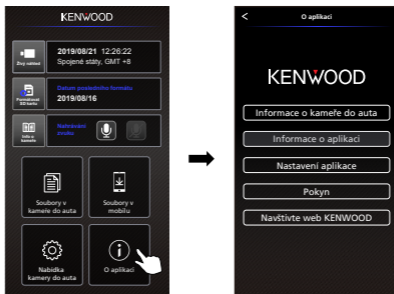 KENWOOD
Živý náhled
2019/08/21 12:26:22
Spojené státy, GMT +8
Formátovat
SD kartu
Datum posledního formátu
2019/08/16
Info o
kameře
Nahrávání
zvuku
Soubory v
kameře do auta
Soubory v
mobilu
Nabídka
kamery do auta
O aplikaci
<
O aplikaci
KENWOOD
Informace o kameře do auta
Informace o aplikaci
Nastavení aplikace
Pokyn
Navštivte web KENWOOD